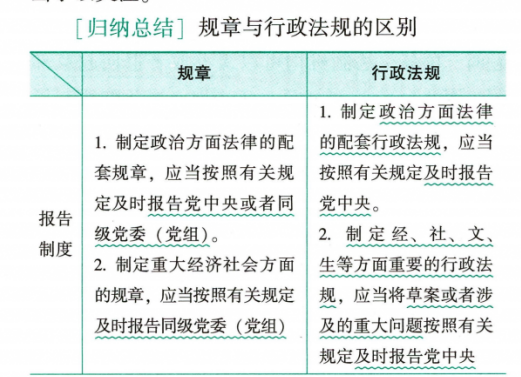 [归纳总结] 规章与行政法规的区别
规章
行政法规
报告
制度
1. 制定政治方面法律的配
套规章，应当按照有关规
定及时报告党中央或者同
级党委（党组）。
2. 制定重大经济社会方面
的规章，应当按照有关规定
及时报告同级党委（党组）
1. 制定政治方面法律
的配套行政法规，应当
按照有关规定及时报告
党中央。
2. 制定经、社、文、
生等方面重要的行政法
规，应当将草案或者涉
及的重大问题按照有关
规定及时报告党中央